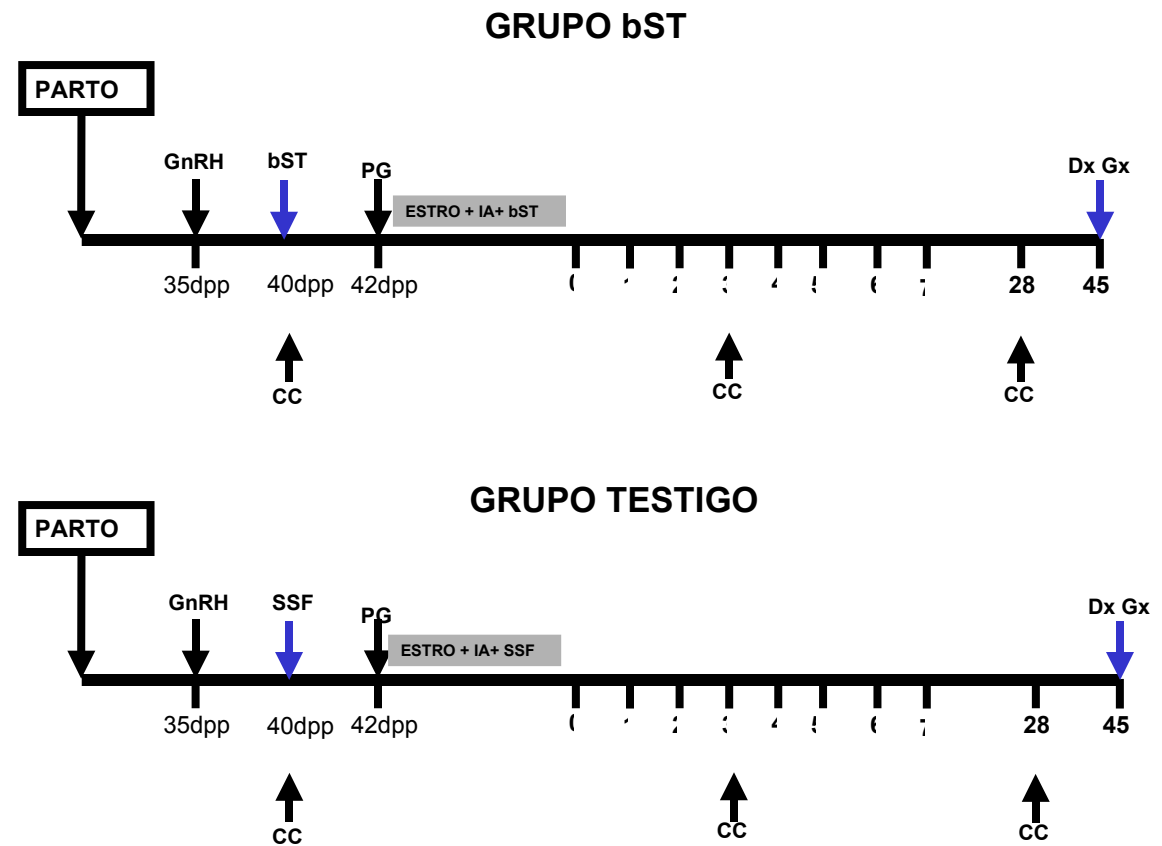 GRUPO bST
PARTO
GnRH bST PG Dx Gx
ESTRO + IA+ bST
35dpp 40dpp 42dpp 28 45
CC CC CC
GRUPO TESTIGO
PARTO
GnRH SSF PG Dx Gx
ESTRO + IA+ SSF
35dpp 40dpp 42dpp 28 45
CC CC CC